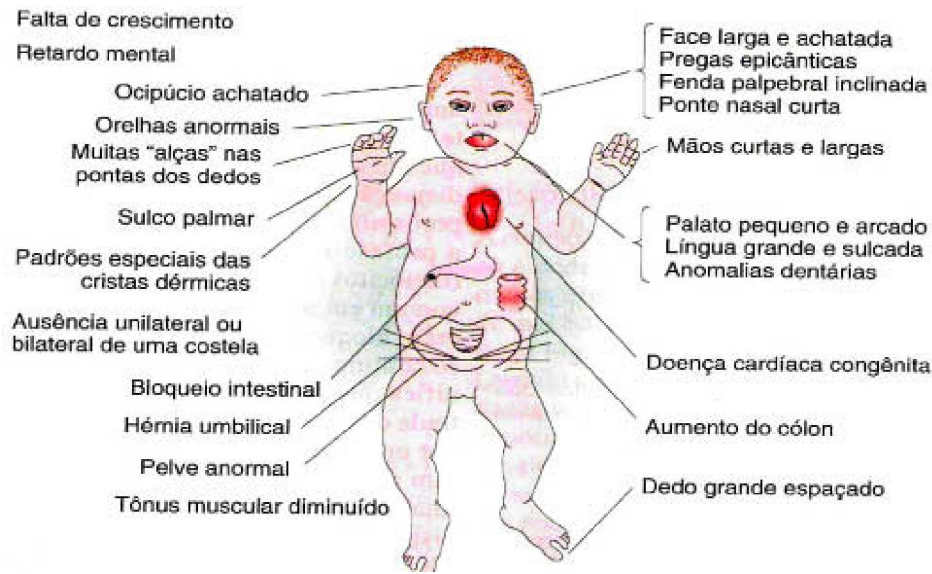 Falta de crescimento
Retardo mental
Ocipúcio achatado
Orelhas anormais
Muitas "alças" nas
pontas dos dedos
Sulco palmar
Padrões especiais das
cristas dérmicas
Ausência unilateral ou
bilateral de uma costela
Bloqueio intestinal
Hérnia umbilical
Pelve anormal
Tônus muscular diminuído
Face larga e achatada
Pregas epicânticas
Fenda palpebral inclinada
Ponte nasal curta
Mãos curtas e largas
Palato pequeno e arcado
Língua grande e sulcada
Anomalias dentárias
Doença cardíaca congênita
Aumento do cólon
Dedo grande espaçado